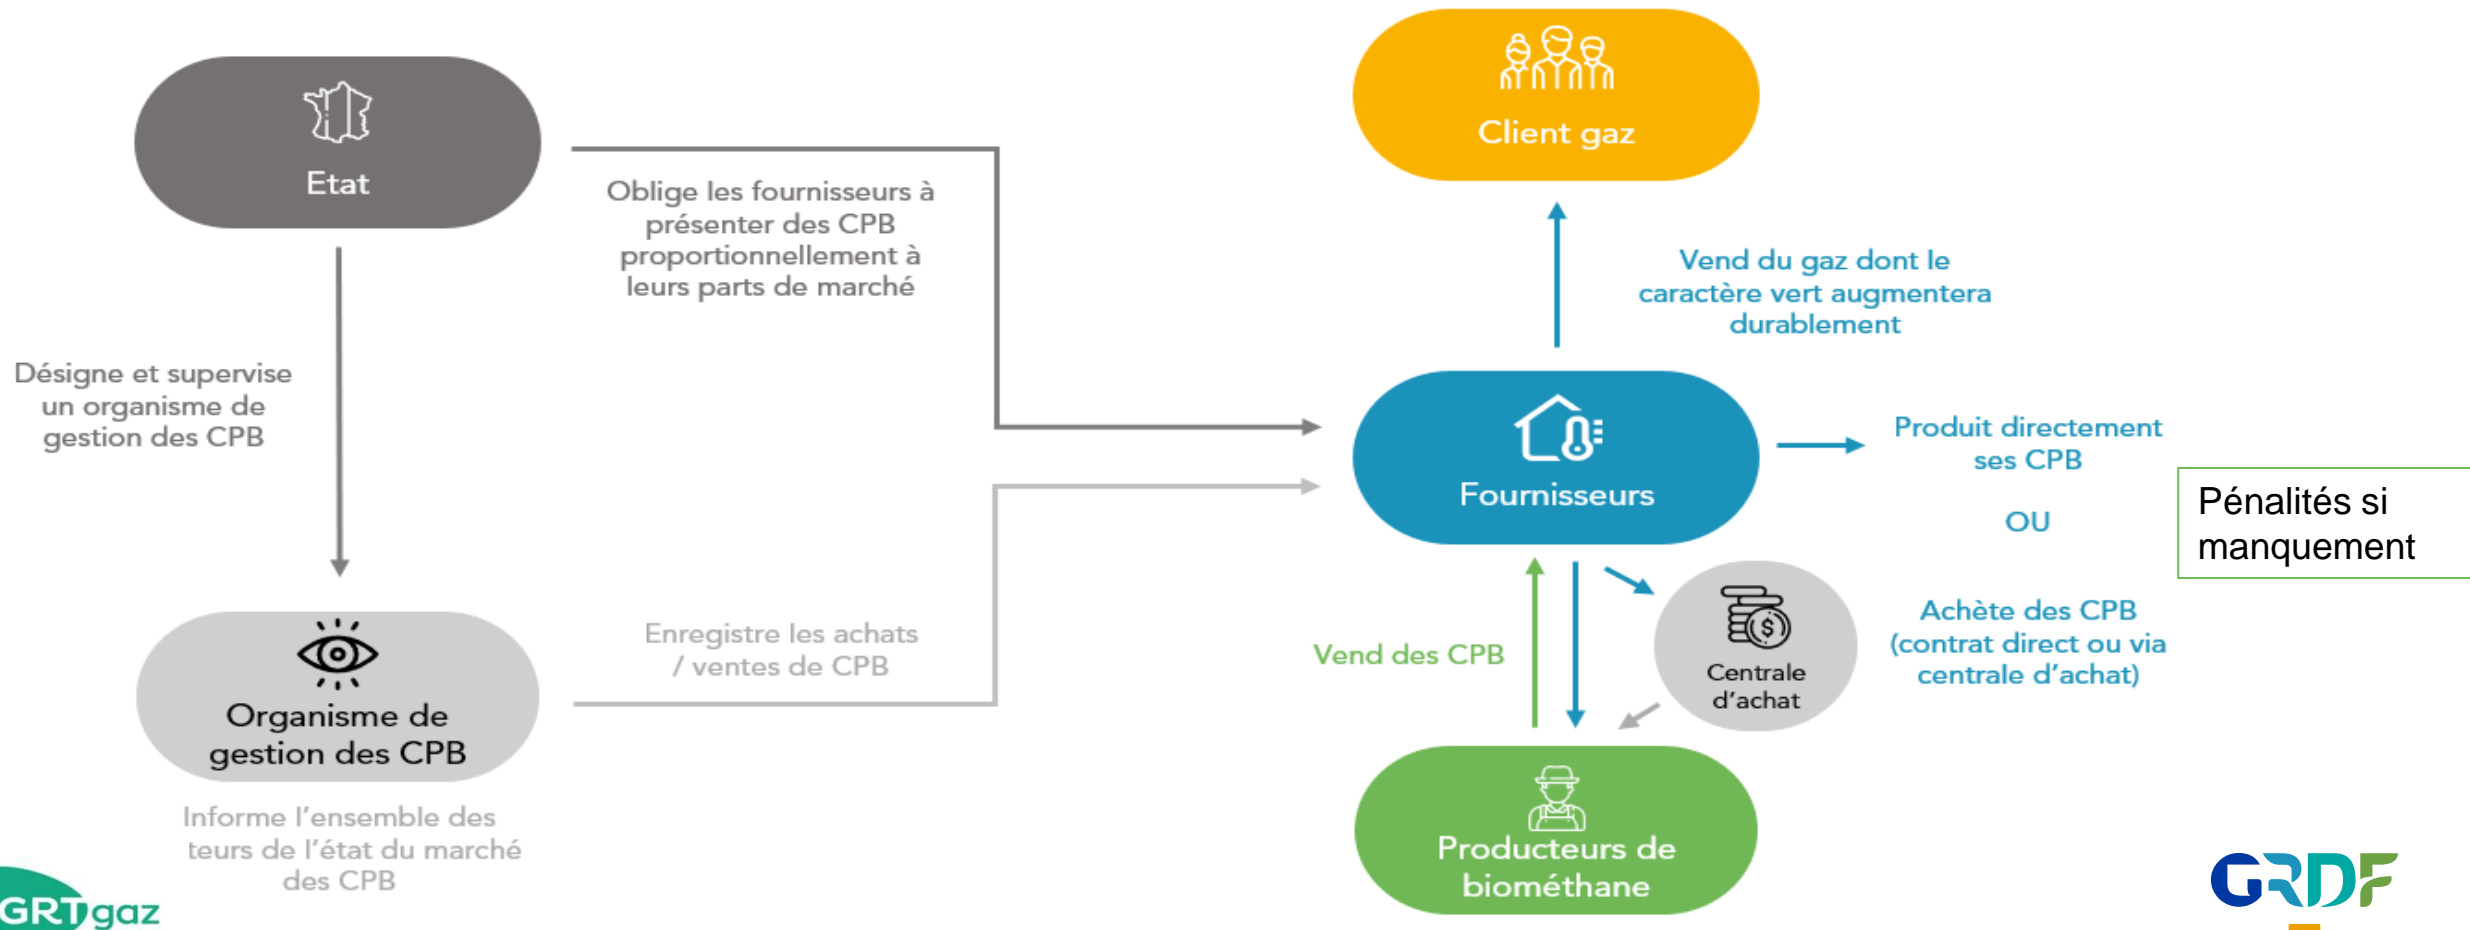 Etat
Oblige les fournisseurs à
présenter des CPB
proportionnellement à
leurs parts de marché
Désigne et supervise
un organisme de
gestion des CPB
Organisme de
gestion des CPB
Informe l'ensemble des
teurs de l'état du marché
des CPB
Enregistre les achats
/ ventes de CPB
Client gaz
Vend du gaz dont le
caractère vert augmentera
durablement
Fournisseurs
Produit directement
ses CPB
OU
Achète des CPB
(contrat direct ou via
centrale d'achat)
Pénalités si
manquement
Vend des CPB
Centrale
d'achat
Producteurs de
biométhane
GRTgaz
GRDF